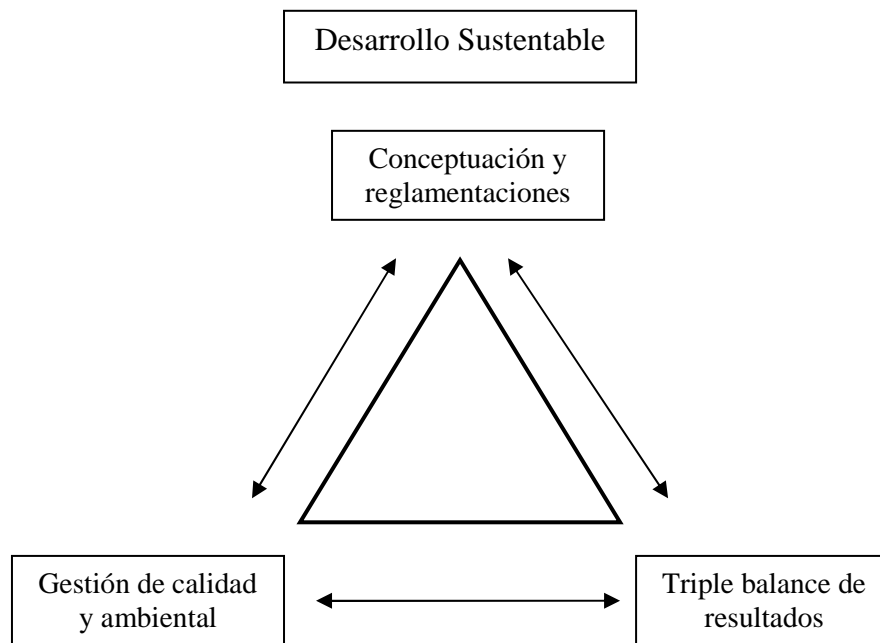 Desarrollo Sustentable
Conceptuación y
reglamentaciones
Gestión de calidad
y ambiental
Triple balance de
resultados